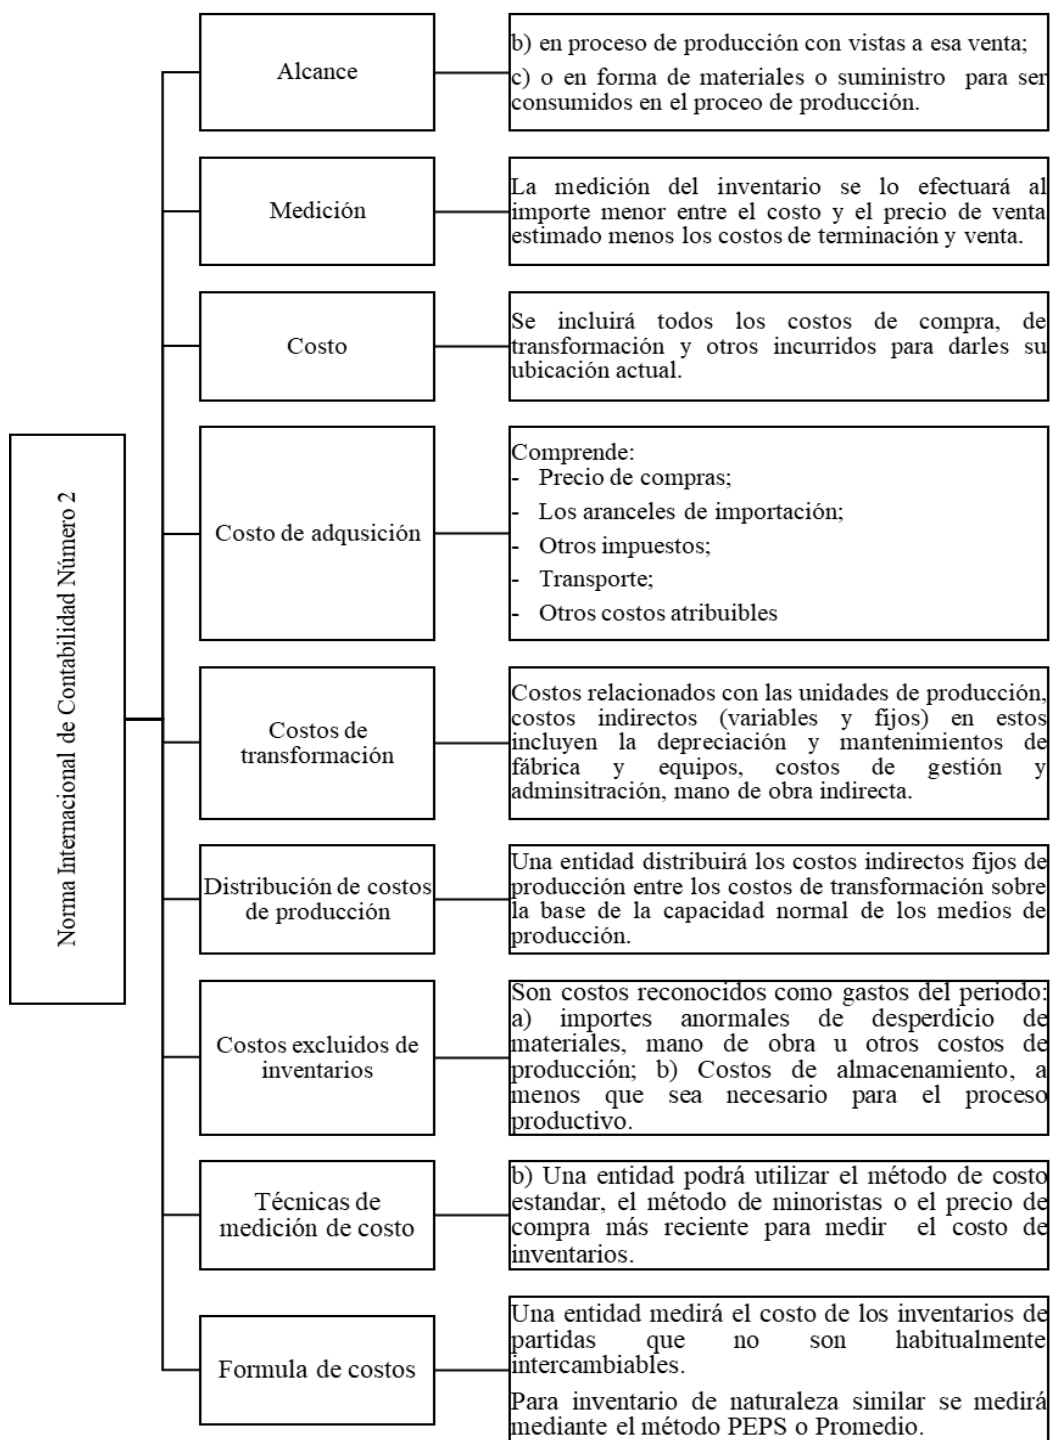 Norma Internacional de Contabilidad Número 2
Alcance
b) en proceso de producción con vistas a esa venta;
c) o en forma de materiales o suministro para ser
consumidos en el proceo de producción.
Medición
La medición del inventario se lo efectuará al
importe menor entre el costo y el precio de venta
estimado menos los costos de terminación y venta.
Costo
Se incluirá todos los costos de compra, de
transformación y otros incurridos para darles su
ubicación actual.
Costo de adqusición
Comprende:
- Precio de compras;
- Los aranceles de importación;
- Otros impuestos;
- Transporte;
- Otros costos atribuibles
Costos de
transformación
Costos relacionados con las unidades de producción,
costos indirectos (variables y fijos) en estos
incluyen la depreciación y mantenimientos de
fábrica y equipos, costos de gestión y
adminsitración, mano de obra indirecta.
Distribución de costos
de producción
Una entidad distribuirá los costos indirectos fijos de
producción entre los costos de transformación sobre
la base de la capacidad normal de los medios de
producción.
Costos excluidos de
inventarios
Son costos reconocidos como gastos del periodo:
a) importes anormales de desperdicio de
materiales, mano de obra u otros costos de
producción; b) Costos de almacenamiento, a
menos que sea necesario para el proceso
productivo.
Técnicas de
medición de costo
b) Una entidad podrá utilizar el método de costo
estandar, el método de minoristas o el precio de
compra más reciente para medir el costo de
inventarios.
Formula de costos
Una entidad medirá el costo de los inventarios de
partidas que no son habitualmente
intercambiables.
Para inventario de naturaleza similar se medirá
mediante el método PEPS o Promedio.